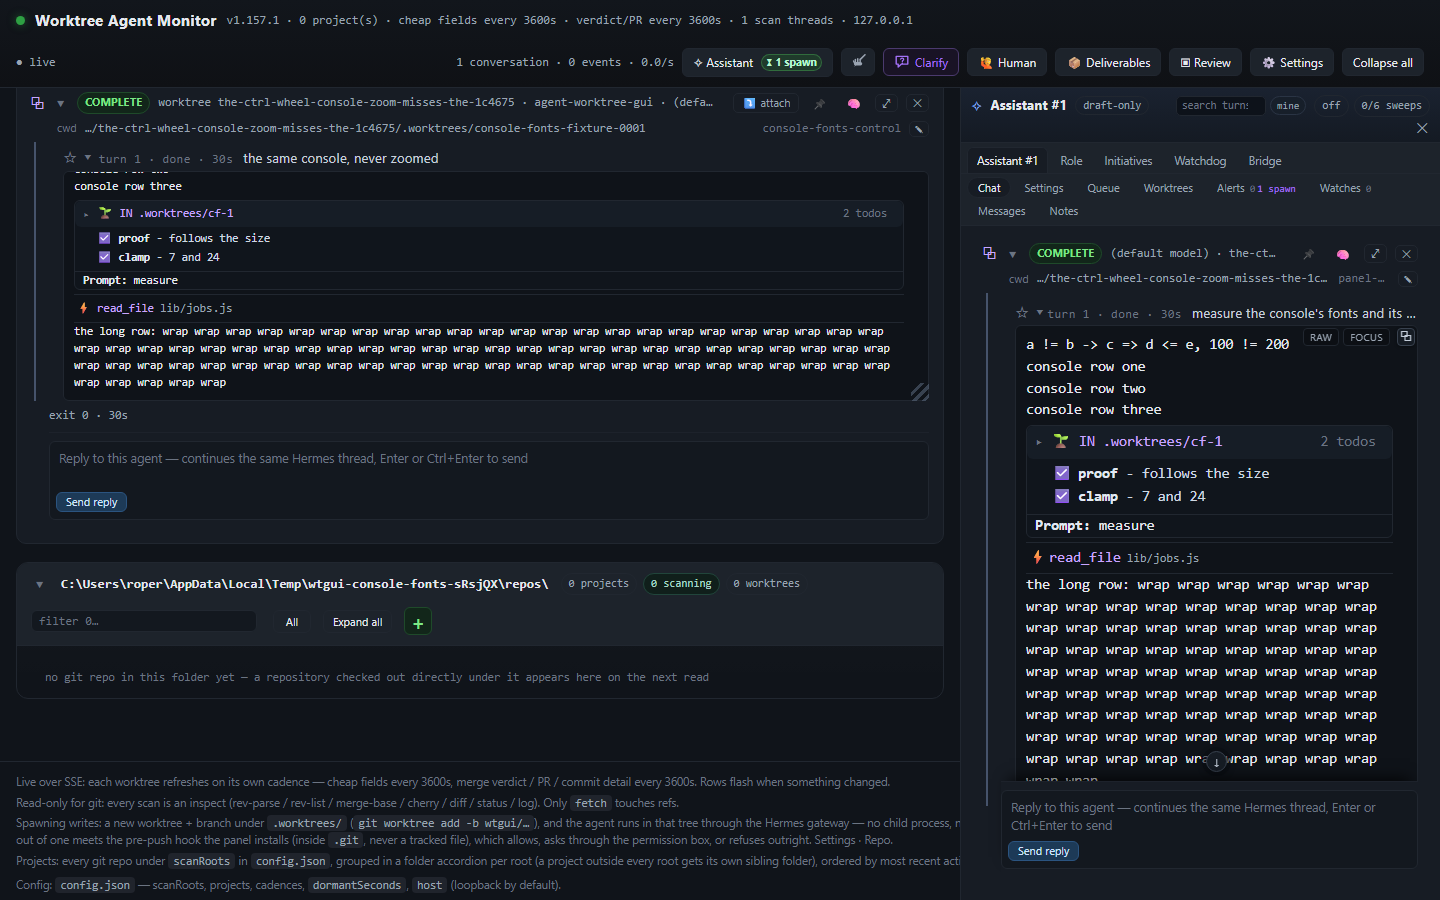 Worktree Agent Monitor v1.157.1 · 0 project(s) · cheap fields every 3600s · verdict/PR every 3600s · 1 scan threads · 127.0.0.1
live
1 conversation · 0 events · 0.0/s
Assistant 1 spawn
Clarify
Human
Deliverables
Review
Settings
Collapse all
COMPLETE worktree the-ctrl-wheel-console-zoom-misses-the-1c4675 · agent-worktree-gui · (defa…
attach
cwd …/the-ctrl-wheel-console-zoom-misses-the-1c4675/.worktrees/console-fonts-fixture-0001
console-fonts-control
turn 1 · done · 30s the same console, never zoomed
console row two
console row three
IN .worktrees/cf-1
2 todos
proof - follows the size
clamp - 7 and 24
Prompt: measure
read_file lib/jobs.js
the long row: wrap wrap wrap wrap wrap wrap wrap wrap wrap wrap wrap wrap wrap wrap wrap wrap wrap wrap wrap wrap wrap wrap wrap
wrap wrap wrap wrap wrap wrap wrap wrap wrap wrap wrap wrap wrap wrap wrap wrap wrap wrap wrap wrap wrap wrap wrap wrap wrap wrap
wrap wrap wrap wrap wrap wrap wrap wrap wrap wrap wrap wrap wrap wrap wrap wrap wrap wrap wrap wrap wrap wrap wrap wrap wrap wrap
wrap wrap wrap wrap wrap
exit 0 · 30s
Reply to this agent — continues the same Hermes thread, Enter or Ctrl+Enter to send
Send reply
C:\Users\roper\AppData\Local\Temp\wtgui-console-fonts-sRsjQX\repos\
0 projects
0 scanning
0 worktrees
filter 0…
All
Expand all
+
no git repo in this folder yet — a repository checked out directly under it appears here on the next read
Live over SSE: each worktree refreshes on its own cadence — cheap fields every 3600s, merge verdict / PR / commit detail every 3600s. Rows flash when something changed.
Read-only for git: every scan is an inspect (rev-parse / rev-list / merge-base / cherry / diff / status / log). Only fetch touches refs.
Spawning writes: a new worktree + branch under .worktrees/ ( git worktree add -b wtgui/… ), and the agent runs in that tree through the Hermes gateway — no child process, n
out of one meets the pre-push hook the panel installs (inside .git, never a tracked file), which allows, asks through the permission box, or refuses outright. Settings · Repo.
Projects: every git repo under scanRoots in config.json, grouped in a folder accordion per root (a project outside every root gets its own sibling folder), ordered by most recent acti
Config: config.json — scanRoots, projects, cadences, dormantSeconds, host (loopback by default).
Assistant #1
draft-only
search turns
mine
off
0/6 sweeps
Assistant #1
Role
Initiatives
Watchdog
Bridge
Chat
Settings
Queue
Worktrees
Alerts 0 1 spawn
Watches 0
Messages
Notes
COMPLETE (default model) · the-ct…
cwd …/the-ctrl-wheel-console-zoom-misses-the-1c…
panel-…
turn 1 · done · 30s measure the console's fonts and its …
RAW
FOCUS
a != b -> c => d <= e, 100 != 200
console row one
console row two
console row three
IN .worktrees/cf-1
2 todos
proof - follows the size
clamp - 7 and 24
Prompt: measure
read_file lib/jobs.js
the long row: wrap wrap wrap wrap wrap wrap
wrap wrap wrap wrap wrap wrap wrap wrap wrap
wrap wrap wrap wrap wrap wrap wrap wrap wrap
wrap wrap wrap wrap wrap wrap wrap wrap wrap
wrap wrap wrap wrap wrap wrap wrap wrap wrap
wrap wrap wrap wrap wrap wrap wrap wrap wrap
wrap wrap wrap wrap wrap wrap wrap wrap wrap
wrap wrap wrap wrap wrap wrap wrap wrap wrap
wrap wrap wrap wrap wrap wrap wrap wrap
wrap wrap
Reply to this agent — continues the same Hermes thread, Enter or
Ctrl+Enter to send
Send reply